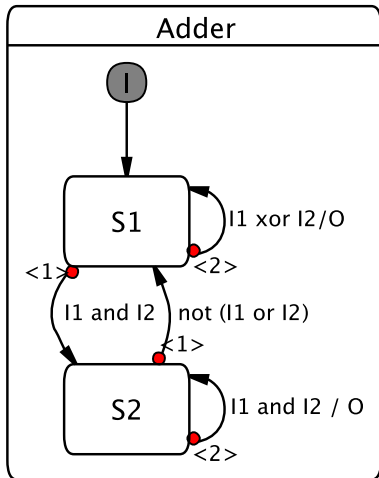 Adder
I
S1
I1 xor I2/O
<2>
<1>
I1 and I2
not (I1 or I2)
<1>
S2
I1 and I2 / O
<2>